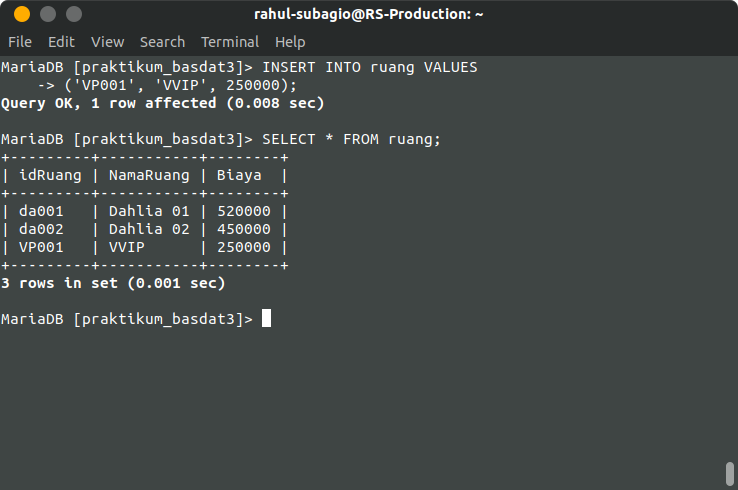 rahul-subagio@RS-Production: ~
File Edit View Search Terminal Help
MariaDB [praktikum_basdat3]> INSERT INTO ruang VALUES
    -> ('VP001', 'VVIP', 250000);
Query OK, 1 row affected (0.008 sec)
MariaDB [praktikum_basdat3]> SELECT * FROM ruang;
+---------+-----------+--------+
| idRuang | NamaRuang | Biaya  |
+---------+-----------+--------+
| da001   | Dahlia 01 | 520000 |
| da002   | Dahlia 02 | 450000 |
| VP001   | VVIP      | 250000 |
+---------+-----------+--------+
3 rows in set (0.001 sec)
MariaDB [praktikum_basdat3]>